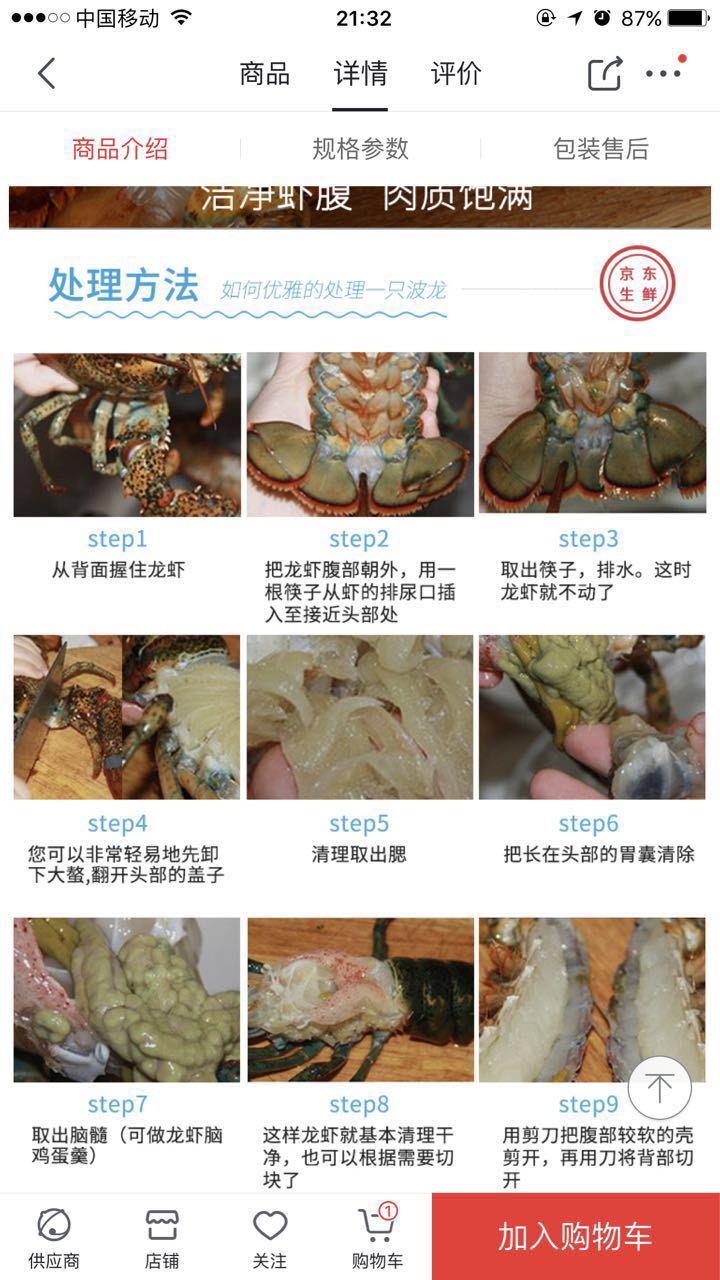 中国移动
21:32
87%
商品
详情
评价
商品介绍
规格参数
包装售后
洁净虾腹 肉质饱满
处理方法
如何优雅的处理一只波龙
京东
生鲜
step1
从背面握住龙虾
step2
把龙虾腹部朝外，用一
根筷子从虾的排尿口插
入至接近头部处
step3
取出筷子，排水。这时
龙虾就不动了
step4
您可以非常轻易地先卸
下大螯,翻开头部的盖子
step5
清理取出腮
step6
把长在头部的胃囊清除
step7
取出脑髓（可做龙虾脑
鸡蛋羹）
step8
这样龙虾就基本清理干
净，也可以根据需要切
块了
step9
用剪刀把腹部较软的壳
剪开，再用刀将背部切
开
供应商
店铺
关注
1
购物车
加入购物车